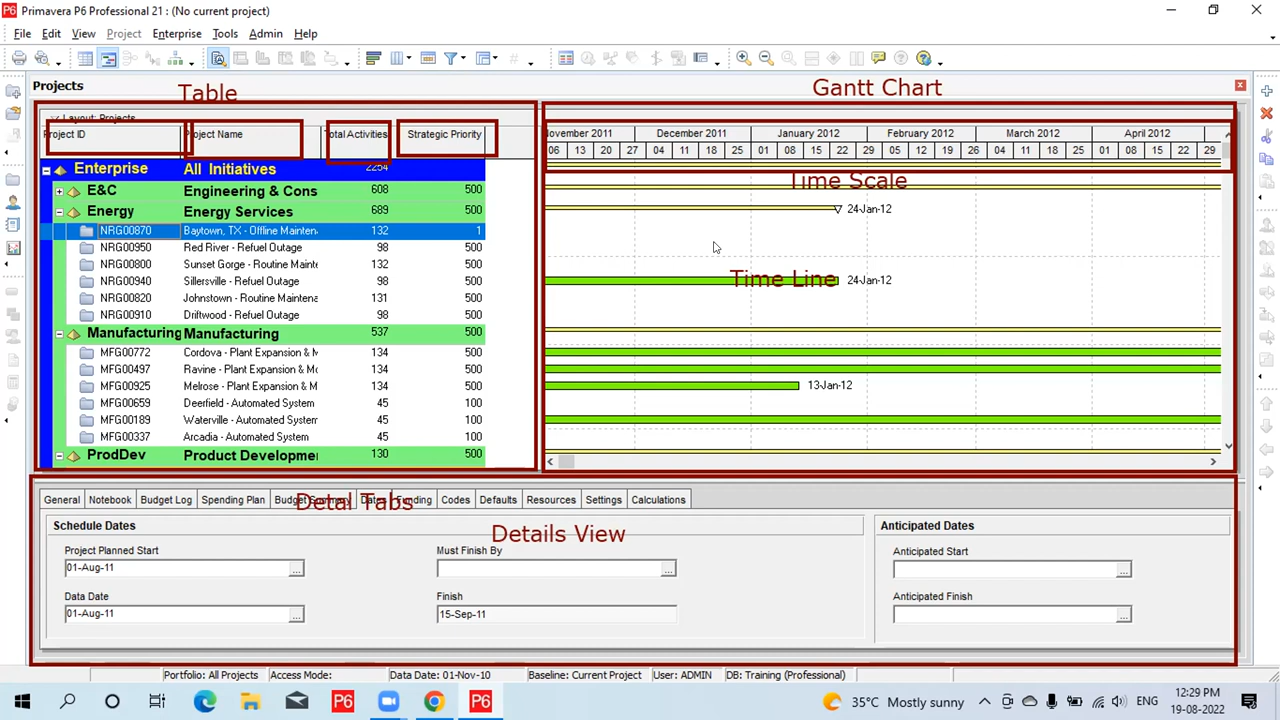 Primavera P6 Professional 21 : (No current project)
File Edit View Project Enterprise Tools Admin Help
Projects
Table
Gantt Chart
Layout: Projects
Project ID Project Name Total Activities Strategic Priority
November 2011 December 2011 January 2012 February 2012 March 2012 April 2012
06 13 20 27 04 11 18 25 01 08 15 22 29 05 12 19 26 04 11 18 25 01 08 15 22 29
Time Scale
Enterprise All Initiatives 2254
E&C Engineering & Cons 608 500
Energy Energy Services 689 500 24-Jan-12
NRG00870 Baytown, TX - Offline Mainten 132 1
NRG00950 Red River - Refuel Outage 98 500
NRG00800 Sunset Gorge - Routine Mainte 132 500
NRG00940 Sillersville - Refuel Outage 98 500 24-Jan-12
Time Line
NRG00820 Johnstown - Routine Maintena 131 500
NRG00910 Driftwood - Refuel Outage 98 500
Manufacturing Manufacturing 537 500
MFG00772 Cordova - Plant Expansion & M 134 500
MFG00497 Ravine - Plant Expansion & Mo 134 500
MFG00925 Melrose - Plant Expansion & M 134 500 13-Jan-12
MFG00659 Deerfield - Automated System 45 100
MFG00189 Waterville - Automated System 45 100
MFG00337 Arcadia - Automated System 45 100
ProdDev Product Developme 130 500
General Notebook Budget Log Spending Plan Budget Summary Dates Funding Codes Defaults Resources Settings Calculations
Detal Tabs
Details View
Schedule Dates Anticipated Dates
Project Planned Start Must Finish By Anticipated Start
01-Aug-11
Data Date Finish Anticipated Finish
01-Aug-11 15-Sep-11
Portfolio: All Projects Access Mode: Data Date: 01-Nov-10 Baseline: Current Project User: ADMIN DB: Training (Professional)
35°C Mostly sunny ENG 12:29 PM
19-08-2022